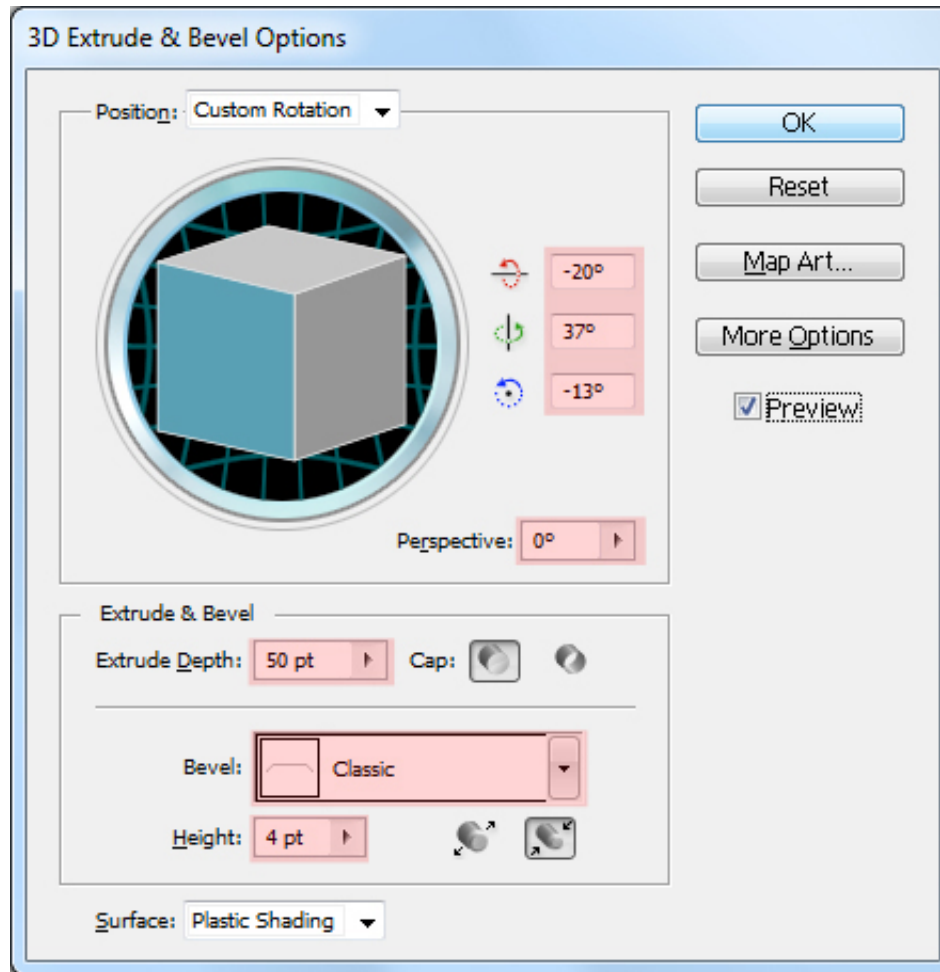 3D Extrude & Bevel Options
Position: Custom Rotation
OK
Reset
Map Art...
More Options
Preview
-20°
37°
-13°
Perspective: 0°
Extrude & Bevel
Extrude Depth: 50 pt Cap:
Bevel: Classic
Height: 4 pt
Surface: Plastic Shading